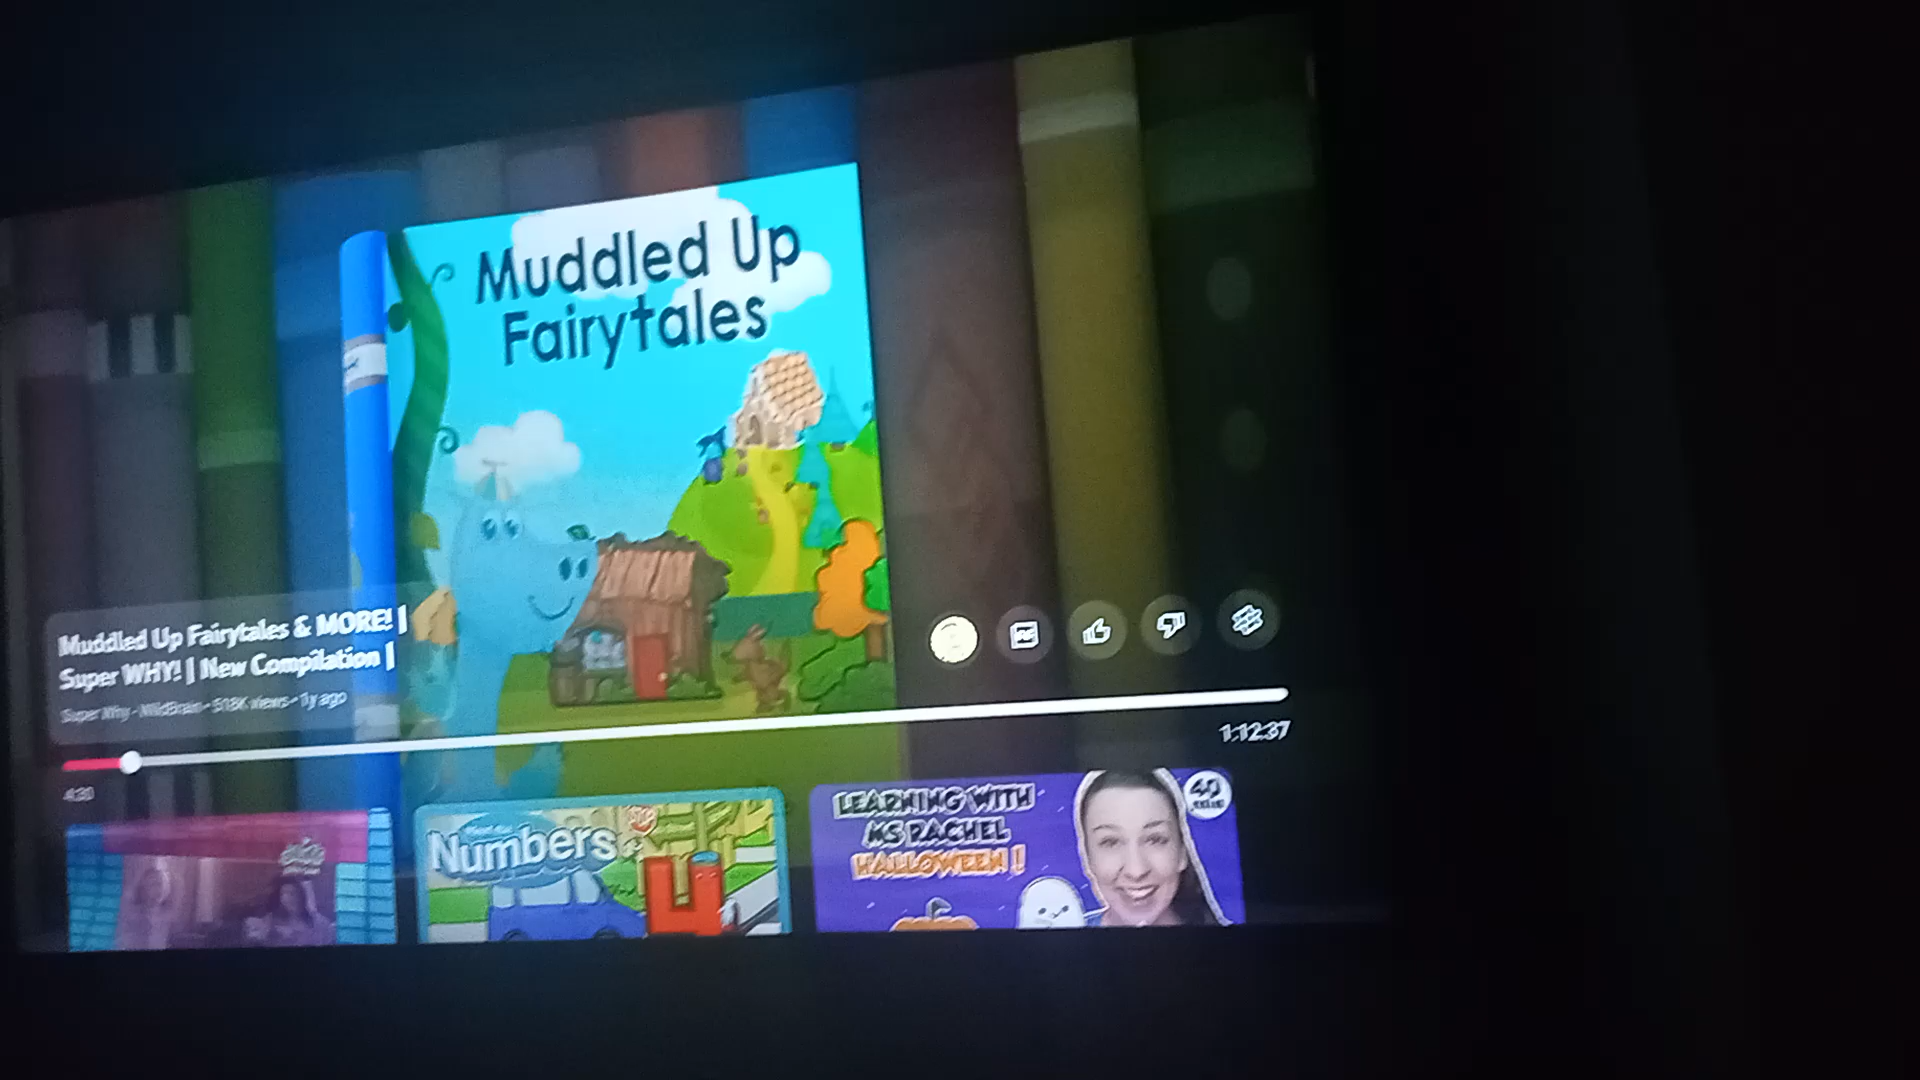 Muddled Up
Fairytales
Muddled Up Fairytales & MORE! |
Super WHY! | New Compilation |
Super Why - WildBrain • 518K views • 1y ago
4:30
1:12:37
Numbers
LEARNING WITH
MS RACHEL
HALLOWEEN!
40